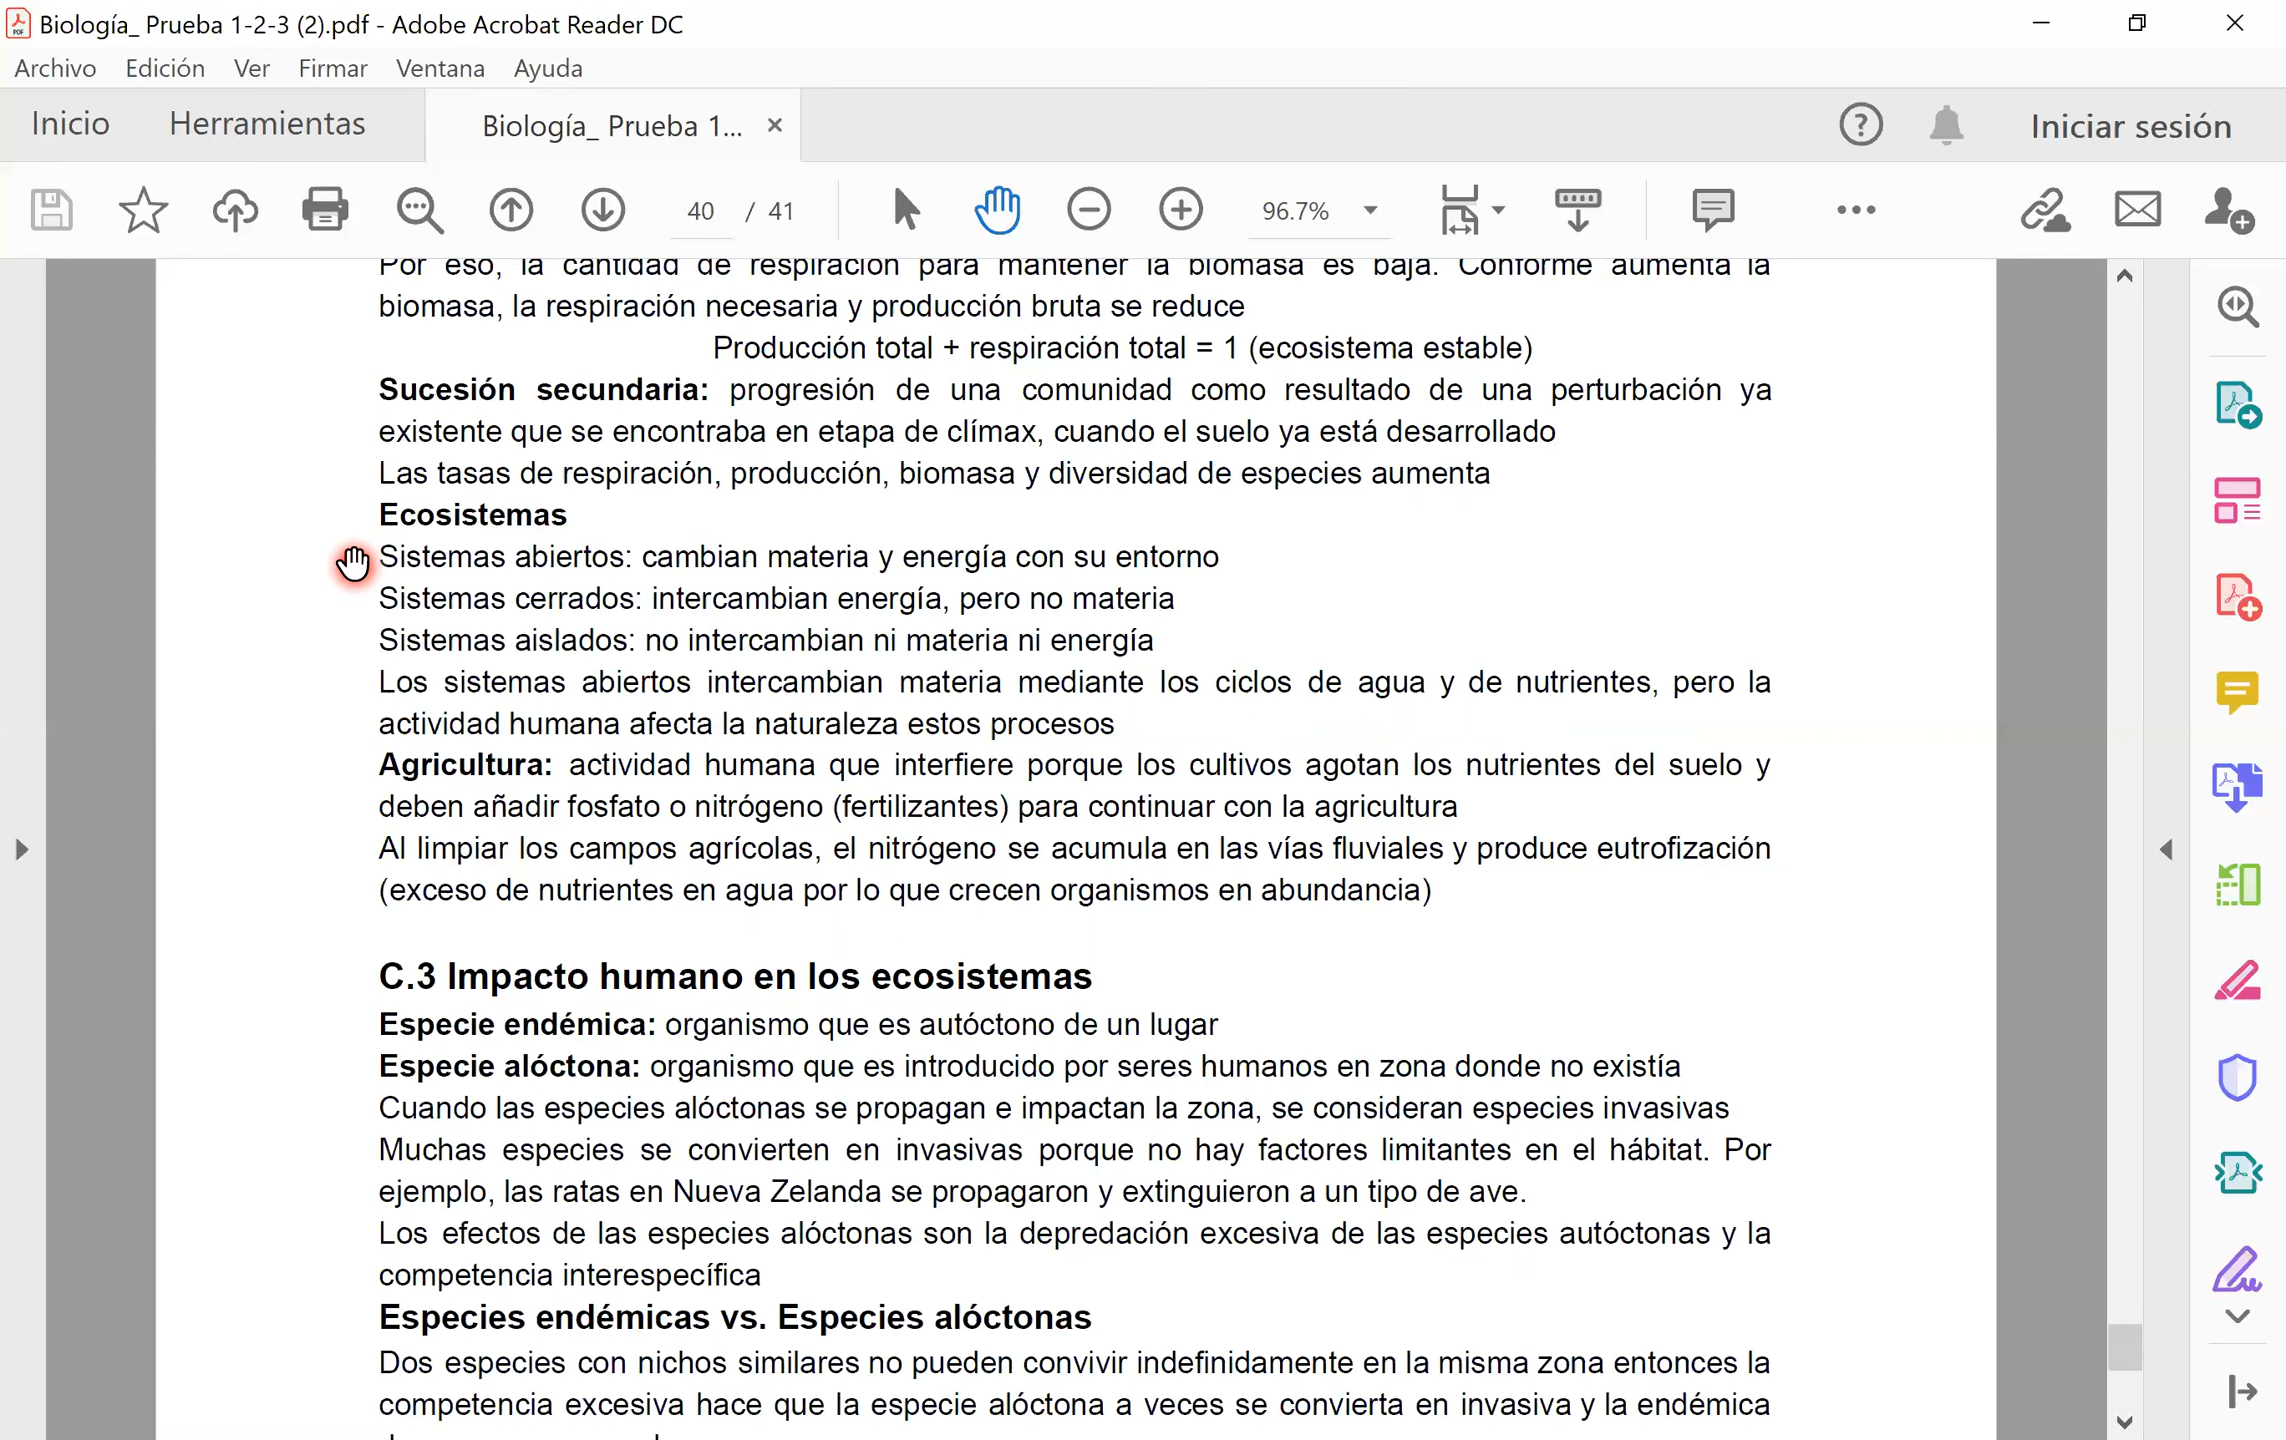 Biología_ Prueba 1-2-3 (2).pdf - Adobe Acrobat Reader DC
Archivo Edición Ver Firmar Ventana Ayuda
Inicio Herramientas Biología_ Prueba 1... × Iniciar sesión
40 / 41 96.7%
Por eso, la cantidad de respiración para mantener la biomasa es baja. Conforme aumenta la
biomasa, la respiración necesaria y producción bruta se reduce
Producción total + respiración total = 1 (ecosistema estable)
Sucesión secundaria: progresión de una comunidad como resultado de una perturbación ya
existente que se encontraba en etapa de clímax, cuando el suelo ya está desarrollado
Las tasas de respiración, producción, biomasa y diversidad de especies aumenta
Ecosistemas
Sistemas abiertos: cambian materia y energía con su entorno
Sistemas cerrados: intercambian energía, pero no materia
Sistemas aislados: no intercambian ni materia ni energía
Los sistemas abiertos intercambian materia mediante los ciclos de agua y de nutrientes, pero la
actividad humana afecta la naturaleza estos procesos
Agricultura: actividad humana que interfiere porque los cultivos agotan los nutrientes del suelo y
deben añadir fosfato o nitrógeno (fertilizantes) para continuar con la agricultura
Al limpiar los campos agrícolas, el nitrógeno se acumula en las vías fluviales y produce eutrofización
(exceso de nutrientes en agua por lo que crecen organismos en abundancia)
C.3 Impacto humano en los ecosistemas
Especie endémica: organismo que es autóctono de un lugar
Especie alóctona: organismo que es introducido por seres humanos en zona donde no existía
Cuando las especies alóctonas se propagan e impactan la zona, se consideran especies invasivas
Muchas especies se convierten en invasivas porque no hay factores limitantes en el hábitat. Por
ejemplo, las ratas en Nueva Zelanda se propagaron y extinguieron a un tipo de ave.
Los efectos de las especies alóctonas son la depredación excesiva de las especies autóctonas y la
competencia interespecífica
Especies endémicas vs. Especies alóctonas
Dos especies con nichos similares no pueden convivir indefinidamente en la misma zona entonces la
competencia excesiva hace que la especie alóctona a veces se convierta en invasiva y la endémica